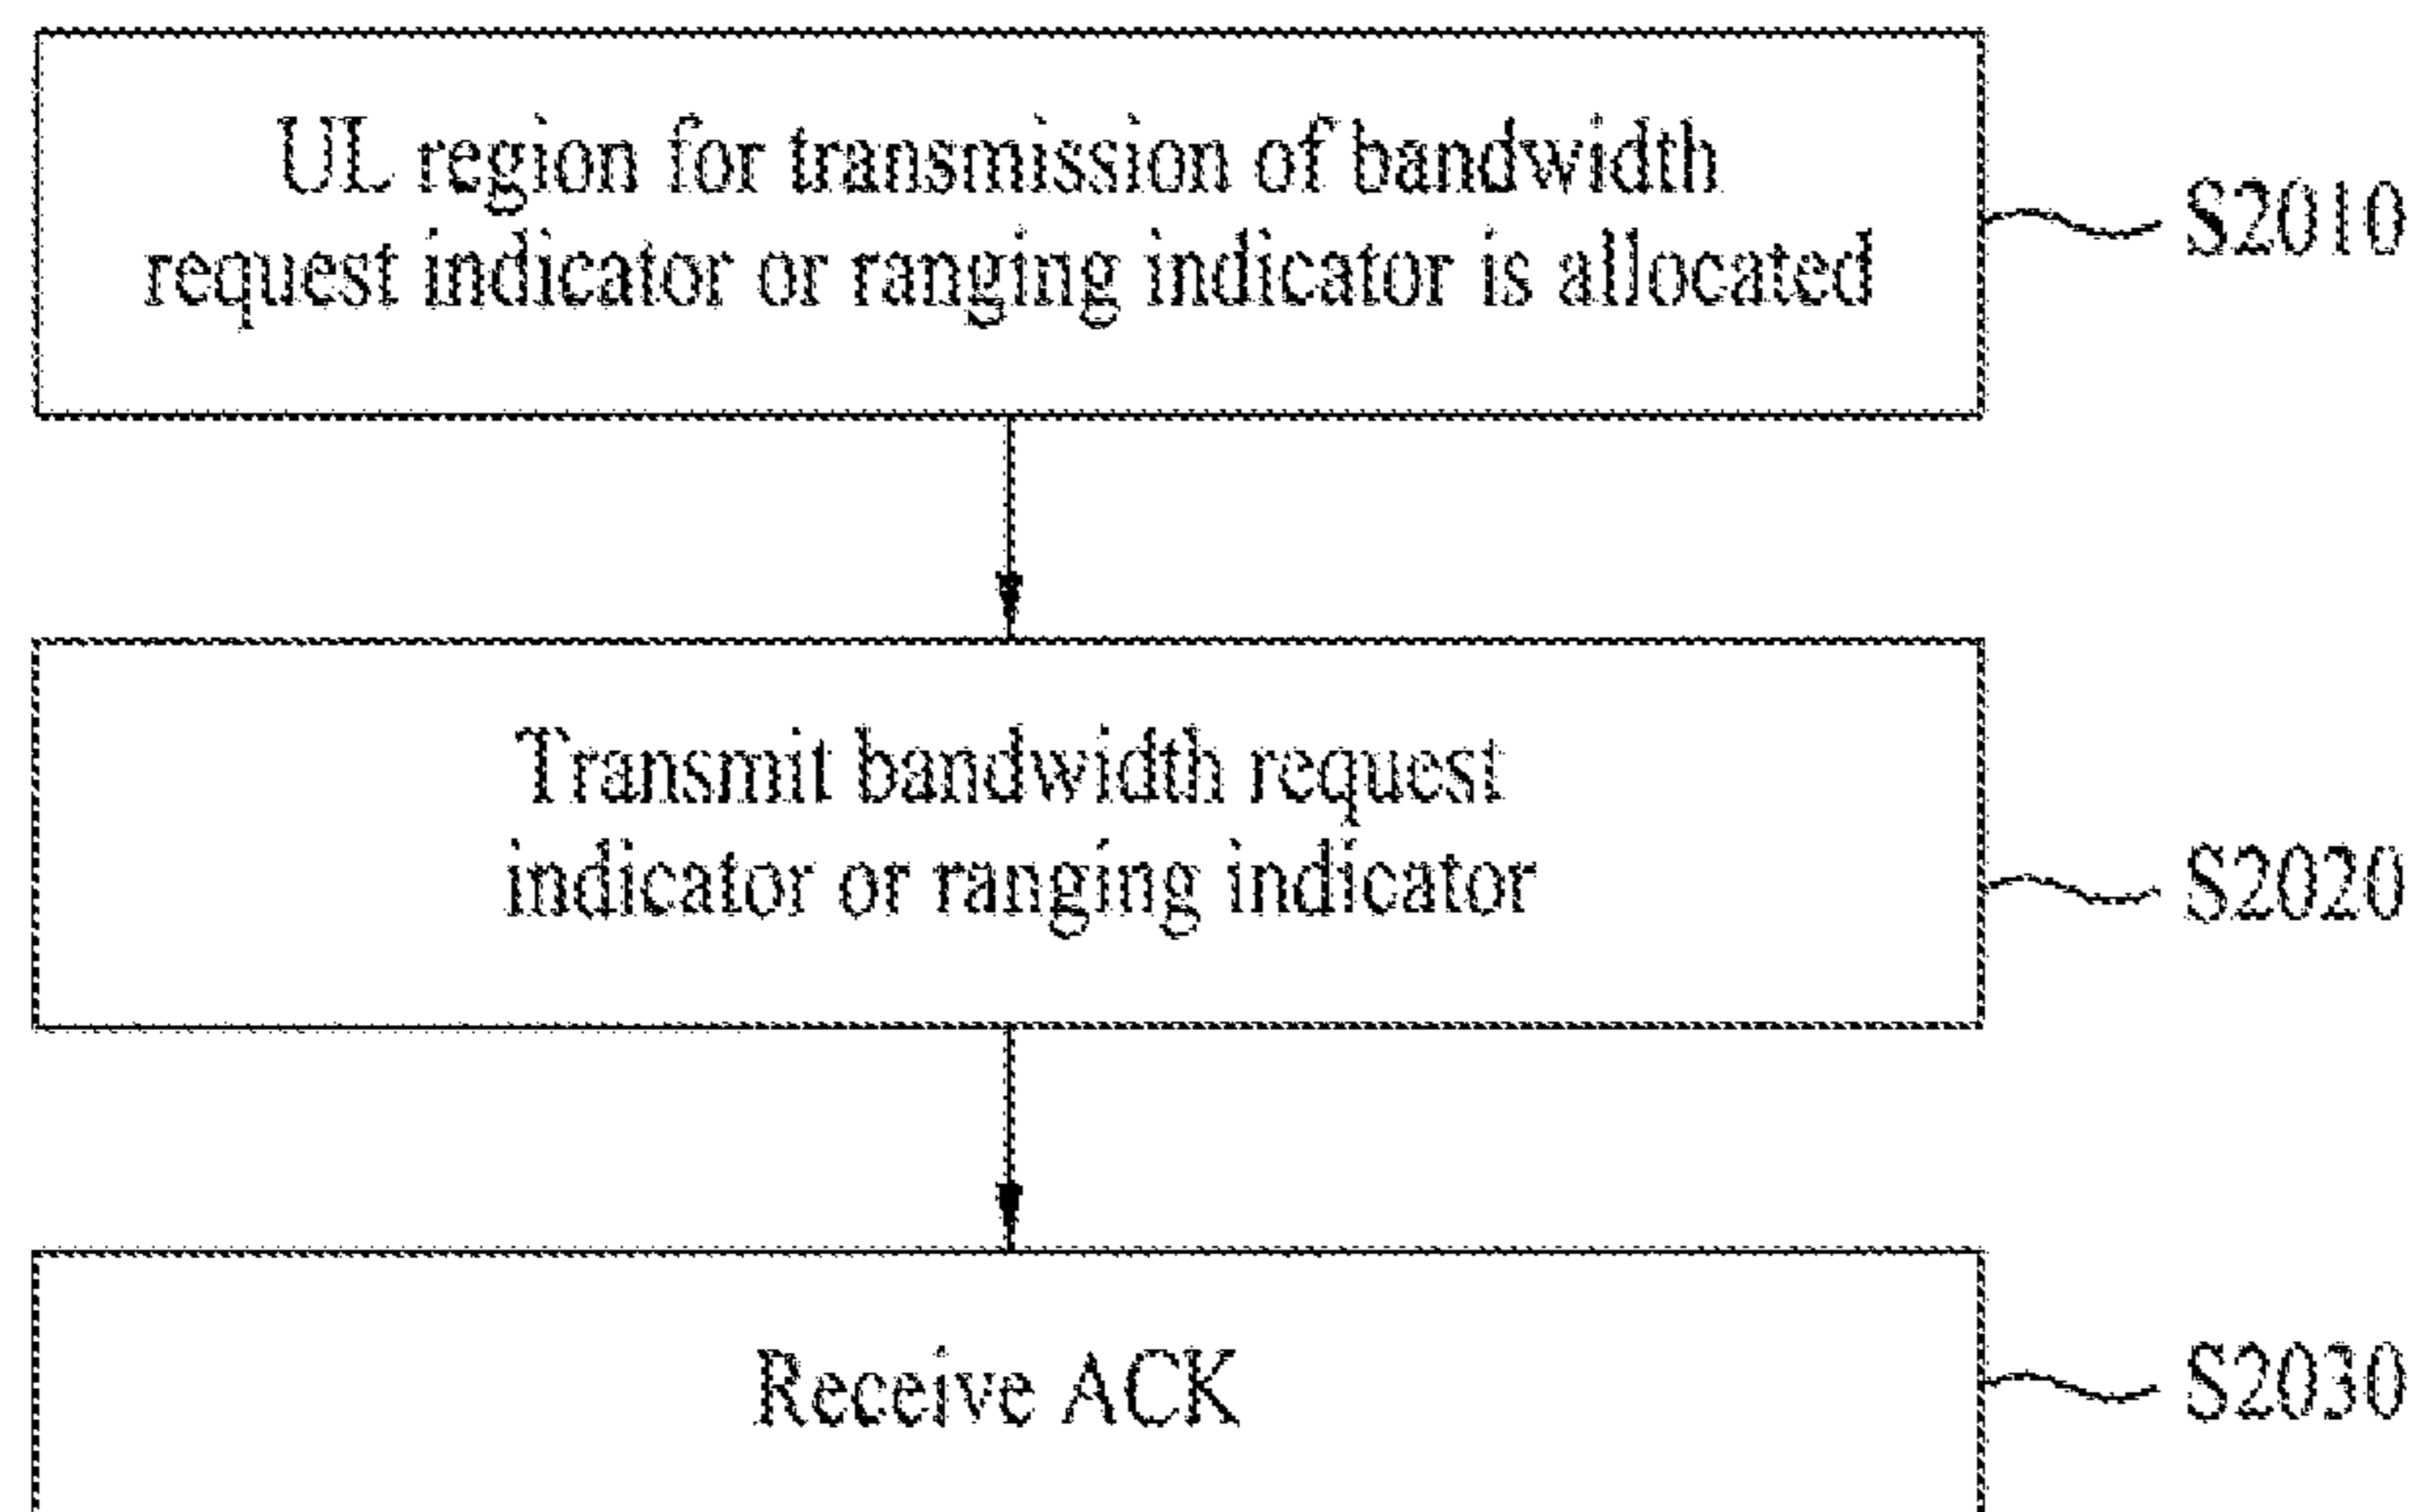 UL region for transmission of bandwidth
request indicator or ranging indicator is allocated
S2010
Transmit bandwidth request
indicator or ranging indicator
S2020
Receive ACK
S2030